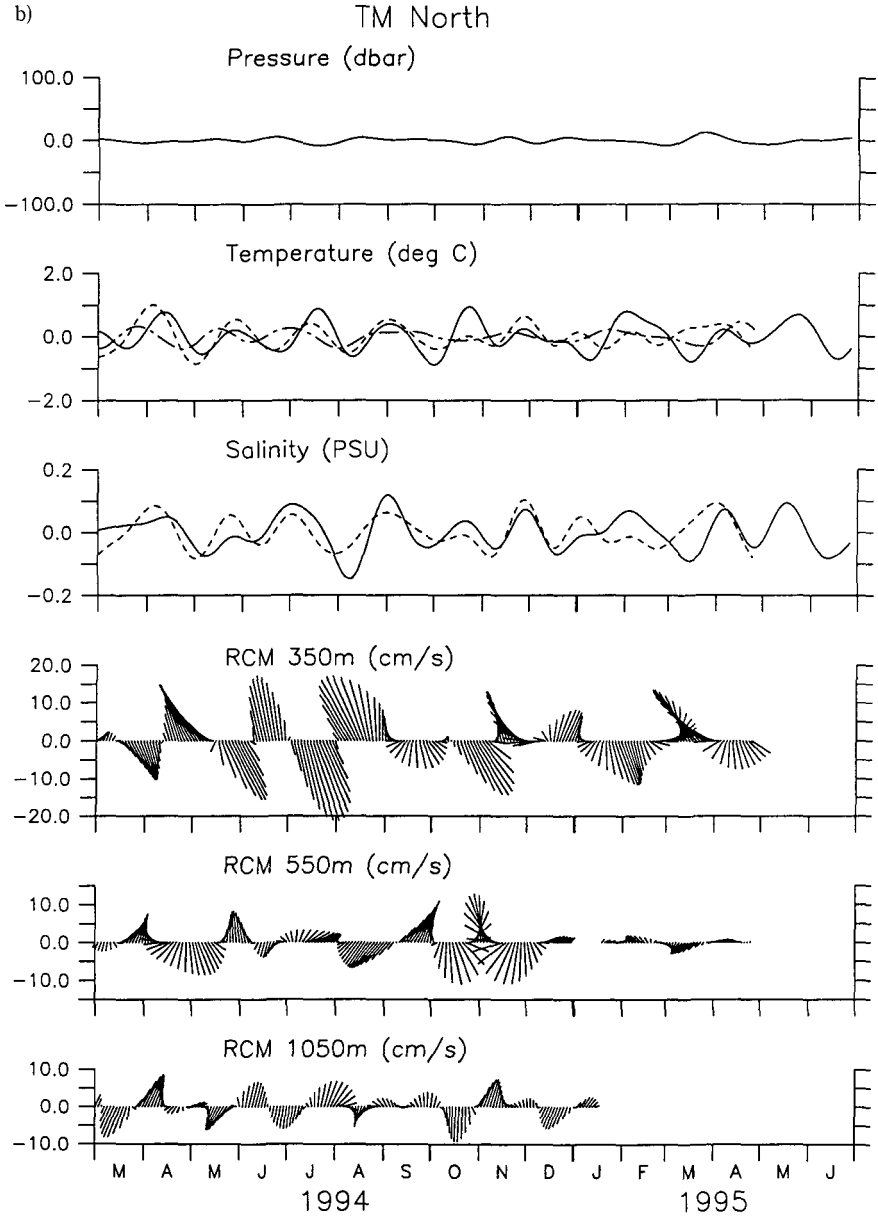 b)
TM North
Pressure (dbar)
100.0
0.0
−100.0
Temperature (deg C)
2.0
0.0
−2.0
Salinity (PSU)
0.2
0.0
−0.2
RCM 350m (cm/s)
20.0
10.0
0.0
−10.0
−20.0
RCM 550m (cm/s)
10.0
0.0
−10.0
RCM 1050m (cm/s)
10.0
0.0
−10.0
M A M J J A S O N D J F M A M J
1994 1995